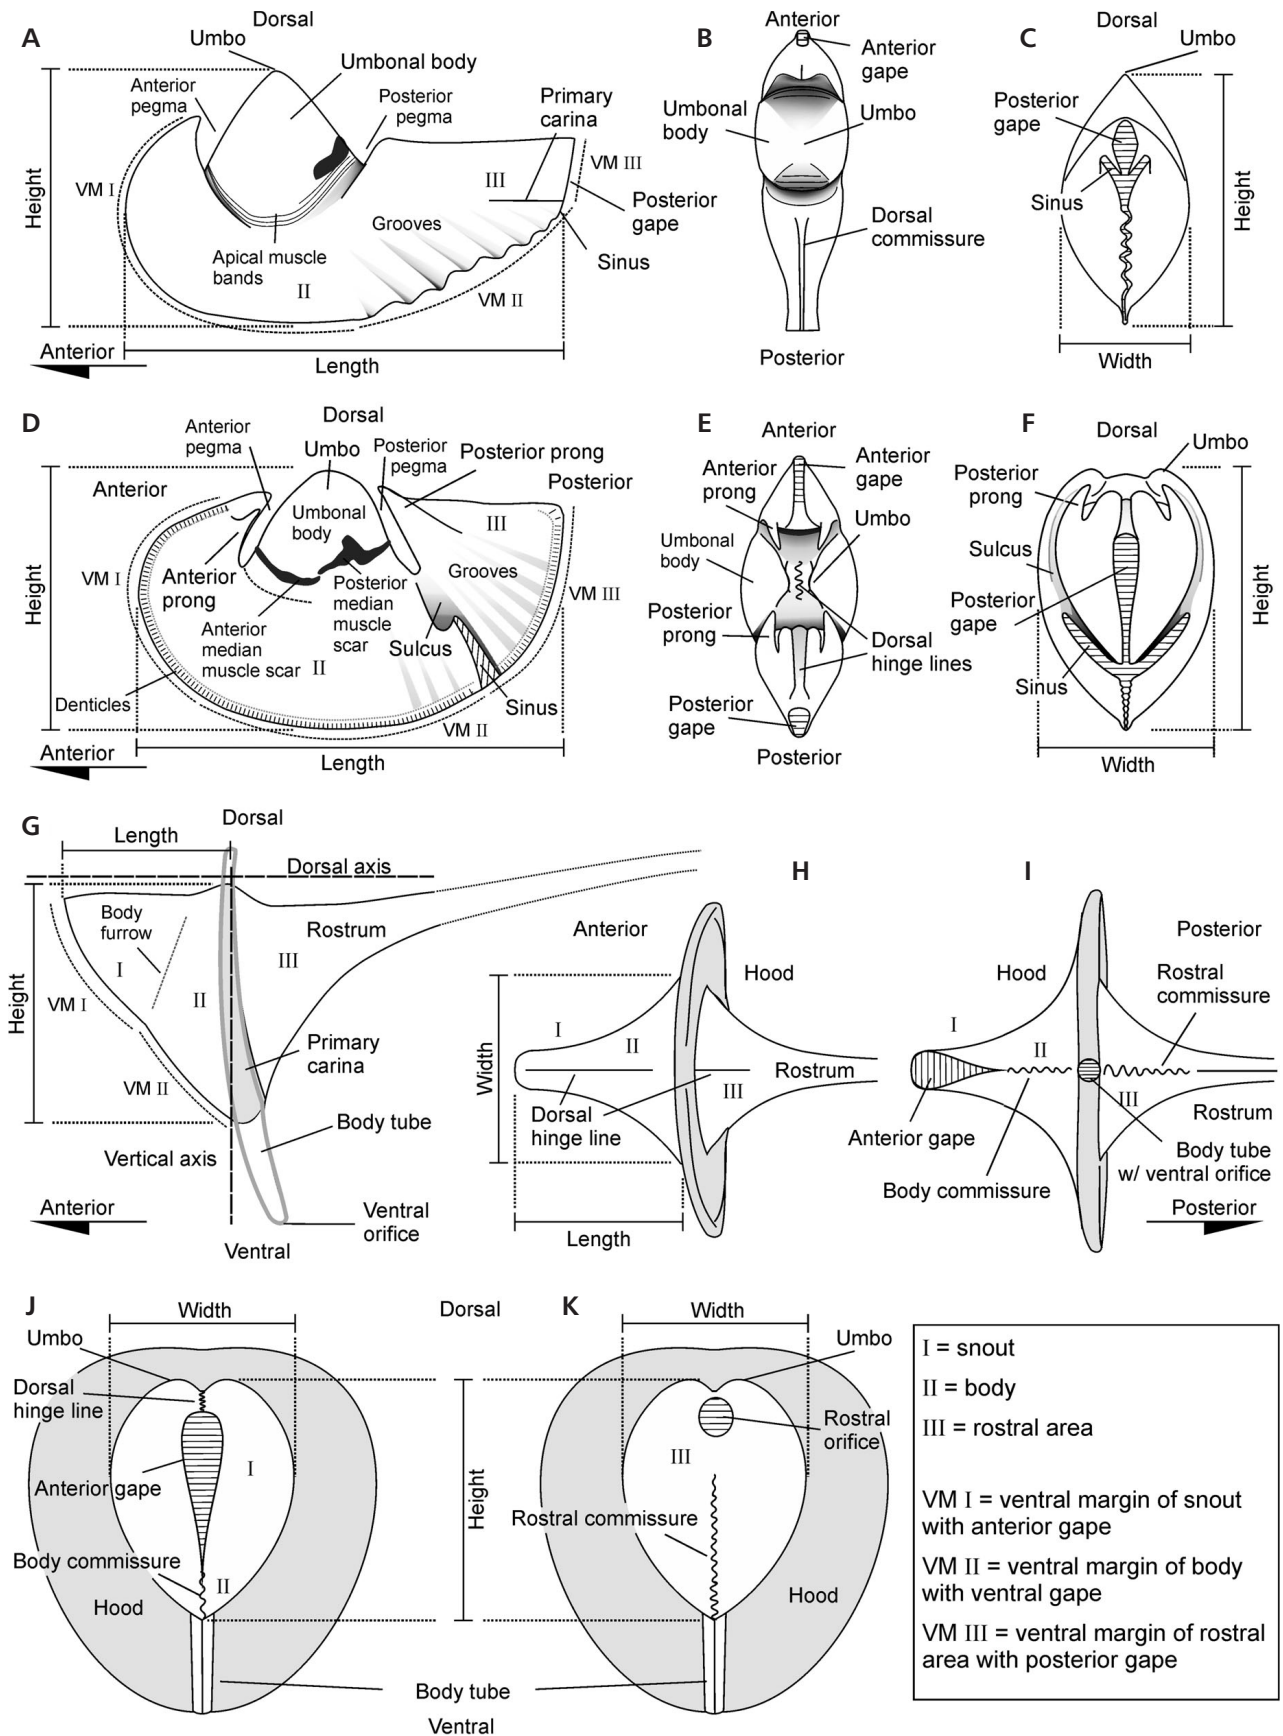 A
Dorsal
Umbo
Umbonal body
Anterior
pegma
Posterior
pegma
Primary
carina
VM I
VM III
III
Posterior
gape
Grooves
Sinus
Apical muscle
bands
II
VM II
Height
Anterior
Length
B
Anterior
Anterior
gape
Umbonal
body
Umbo
Dorsal
commissure
Posterior
C
Dorsal
Umbo
Posterior
gape
Sinus
Height
Width
D
Dorsal
Anterior
pegma
Umbo
Posterior
pegma
Posterior prong
Anterior
Posterior
III
Umbonal
body
Grooves
VM I
VM III
Anterior
prong
Posterior
median
muscle
scar
Anterior
median
muscle scar
II
Sulcus
Denticles
Sinus
VM II
Height
Anterior
Length
E
Anterior
Anterior
prong
Anterior
gape
Umbo
Umbonal
body
Posterior
prong
Dorsal
hinge lines
Posterior
gape
Posterior
F
Dorsal
Umbo
Posterior
prong
Sulcus
Posterior
gape
Sinus
Height
Width
G
Dorsal
Length
Dorsal axis
Body
furrow
Rostrum
I
III
II
Height
VM I
Primary
carina
VM II
Body tube
Vertical axis
Anterior
Ventral
orifice
Ventral
H
Anterior
Hood
I
II
Width
Rostrum
III
Dorsal
hinge line
Length
I
Posterior
Hood
Rostral
commissure
I
II
III
Rostrum
Anterior gape
Body tube
w/ ventral orifice
Body commissure
Posterior
J
Width
Umbo
Dorsal
hinge line
I
Anterior gape
Body commissure
II
Hood
Dorsal
Height
Body tube
Ventral
K
Width
Umbo
Rostral
orifice
III
Rostral commissure
Hood
I = snout
II = body
III = rostral area
VM I = ventral margin of snout
with anterior gape
VM II = ventral margin of body
with ventral gape
VM III = ventral margin of rostral
area with posterior gape